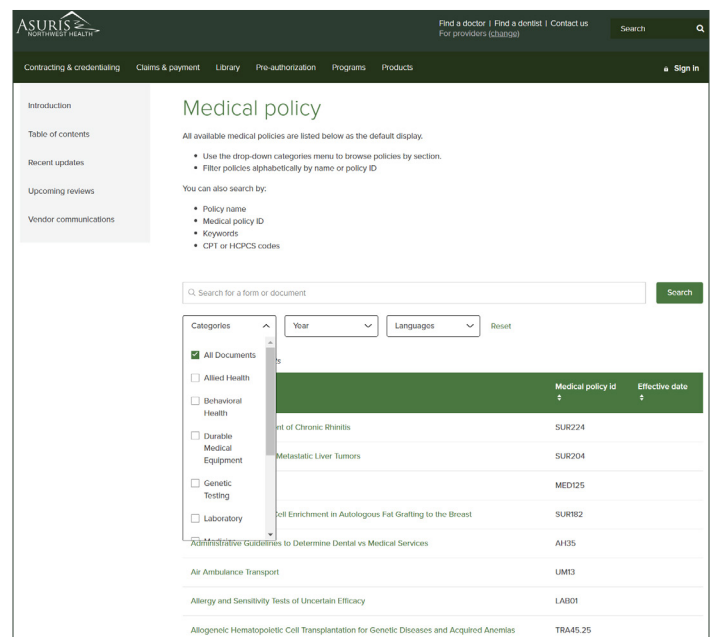 ASURIS
NORTHWEST HEALTH
Find a doctor | Find a dentist | Contact us
For providers (change)
Search
Contracting & credentialing Claims & payment Library Pre-authorization Programs Products
Sign in
Introduction
Table of contents
Recent updates
Upcoming reviews
Vendor communications
Medical policy
All available medical policies are listed below as the default display.
• Use the drop-down categories menu to browse policies by section.
• Filter policies alphabetically by name or policy ID
You can also search by:
• Policy name
• Medical policy ID
• Keywords
• CPT or HCPCS codes
Search for a form or document
Search
Categories Year Languages Reset
All Documents
Allied Health
Behavioral
Health
Durable
Medical
Equipment
Genetic
Testing
Laboratory
Medical policy id Effective date
nt of Chronic Rhinitis SUR224
Metastatic Liver Tumors SUR204
MED125
Cell Enrichment in Autologous Fat Grafting to the Breast SUR182
Administrative Guidelines to Determine Dental vs Medical Services AH35
Air Ambulance Transport UM13
Allergy and Sensitivity Tests of Uncertain Efficacy LAB01
Allogeneic Hematopoietic Cell Transplantation for Genetic Diseases and Acquired Anemias TRA45.25